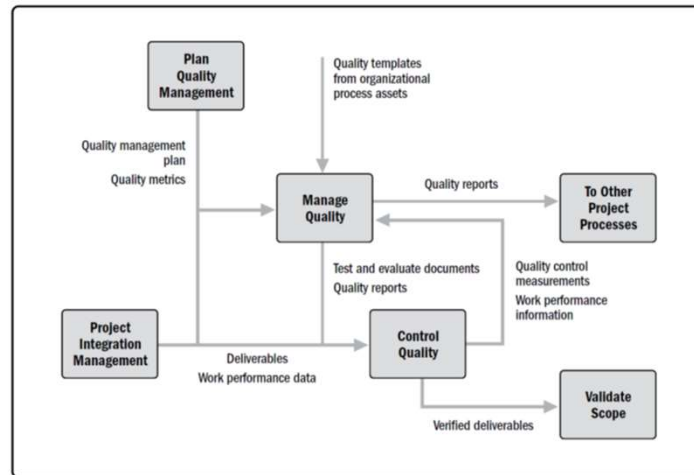 Plan
Quality
Management
Quality templates
from organizational
process assets
Quality management
plan
Quality metrics
Manage
Quality
Quality reports
To Other
Project
Processes
Test and evaluate documents
Quality reports
Quality control
measurements
Work performance
information
Project
Integration
Management
Deliverables
Work performance data
Control
Quality
Verified deliverables
Validate
Scope